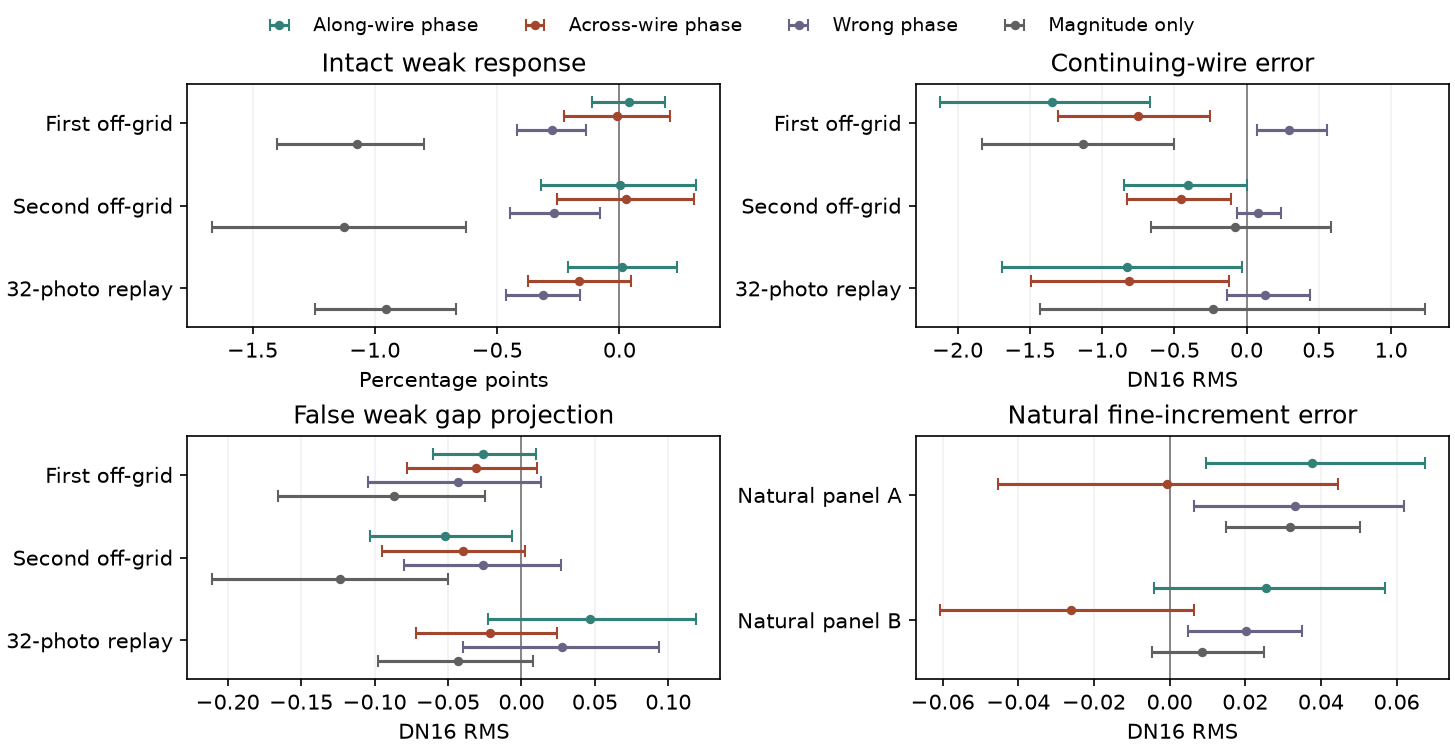 Along-wire phase Across-wire phase Wrong phase Magnitude only
Intact weak response
First off-grid
Second off-grid
32-photo replay
−1.5 −1.0 −0.5 0.0
Percentage points
Continuing-wire error
First off-grid
Second off-grid
32-photo replay
−2.0 −1.5 −1.0 −0.5 0.0 0.5 1.0
DN16 RMS
False weak gap projection
First off-grid
Second off-grid
32-photo replay
−0.20 −0.15 −0.10 −0.05 0.00 0.05 0.10
DN16 RMS
Natural fine-increment error
Natural panel A
Natural panel B
−0.06 −0.04 −0.02 0.00 0.02 0.04 0.06
DN16 RMS